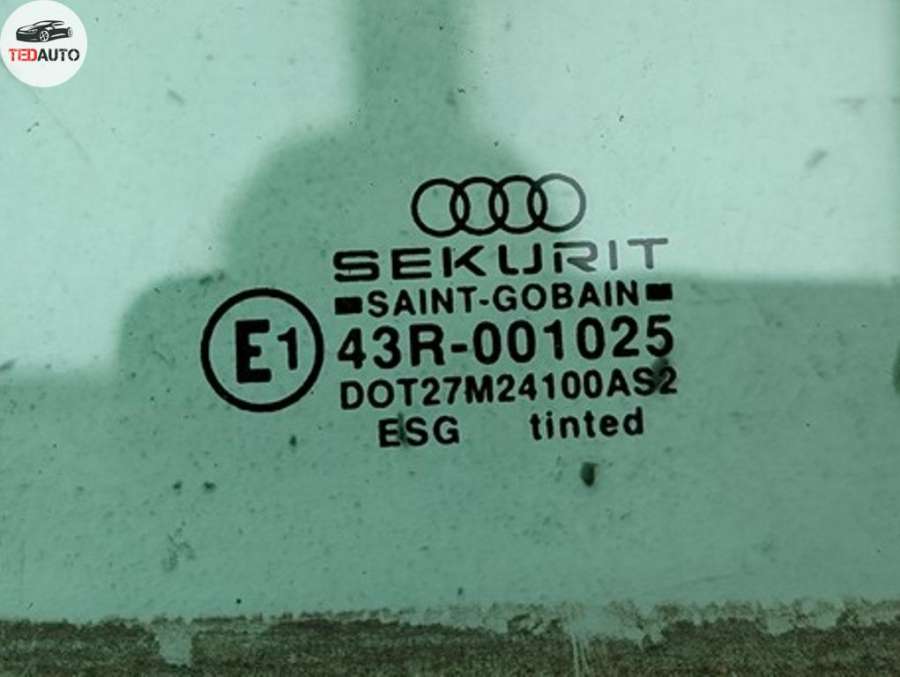 TEDAUTO
SEKURIT
SAINT-GOBAIN
E1 43R-001025
DOT27M24100AS2
ESG tinted